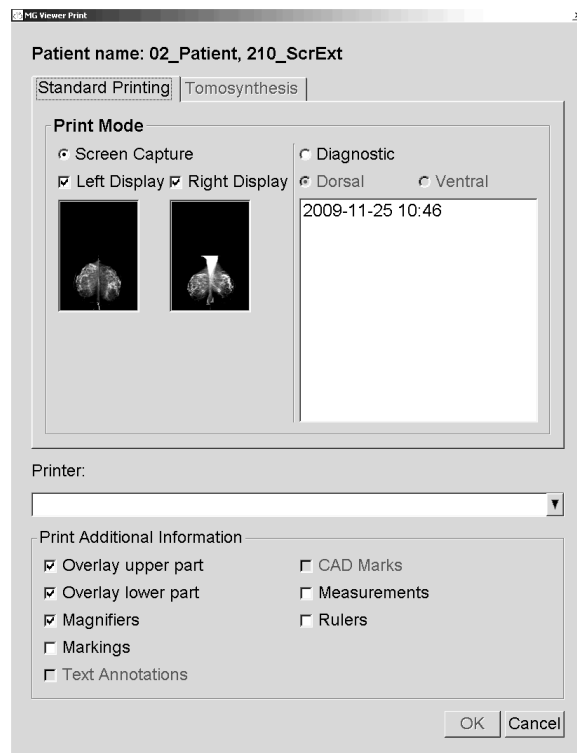 MG Viewer Print
Patient name: 02_Patient, 210_ScrExt
Standard Printing Tomosynthesis
Print Mode
Screen Capture
Left Display Right Display
Diagnostic
Dorsal Ventral
2009-11-25 10:46
Printer:
Print Additional Information
Overlay upper part
Overlay lower part
Magnifiers
Markings
Text Annotations
CAD Marks
Measurements
Rulers
OK Cancel